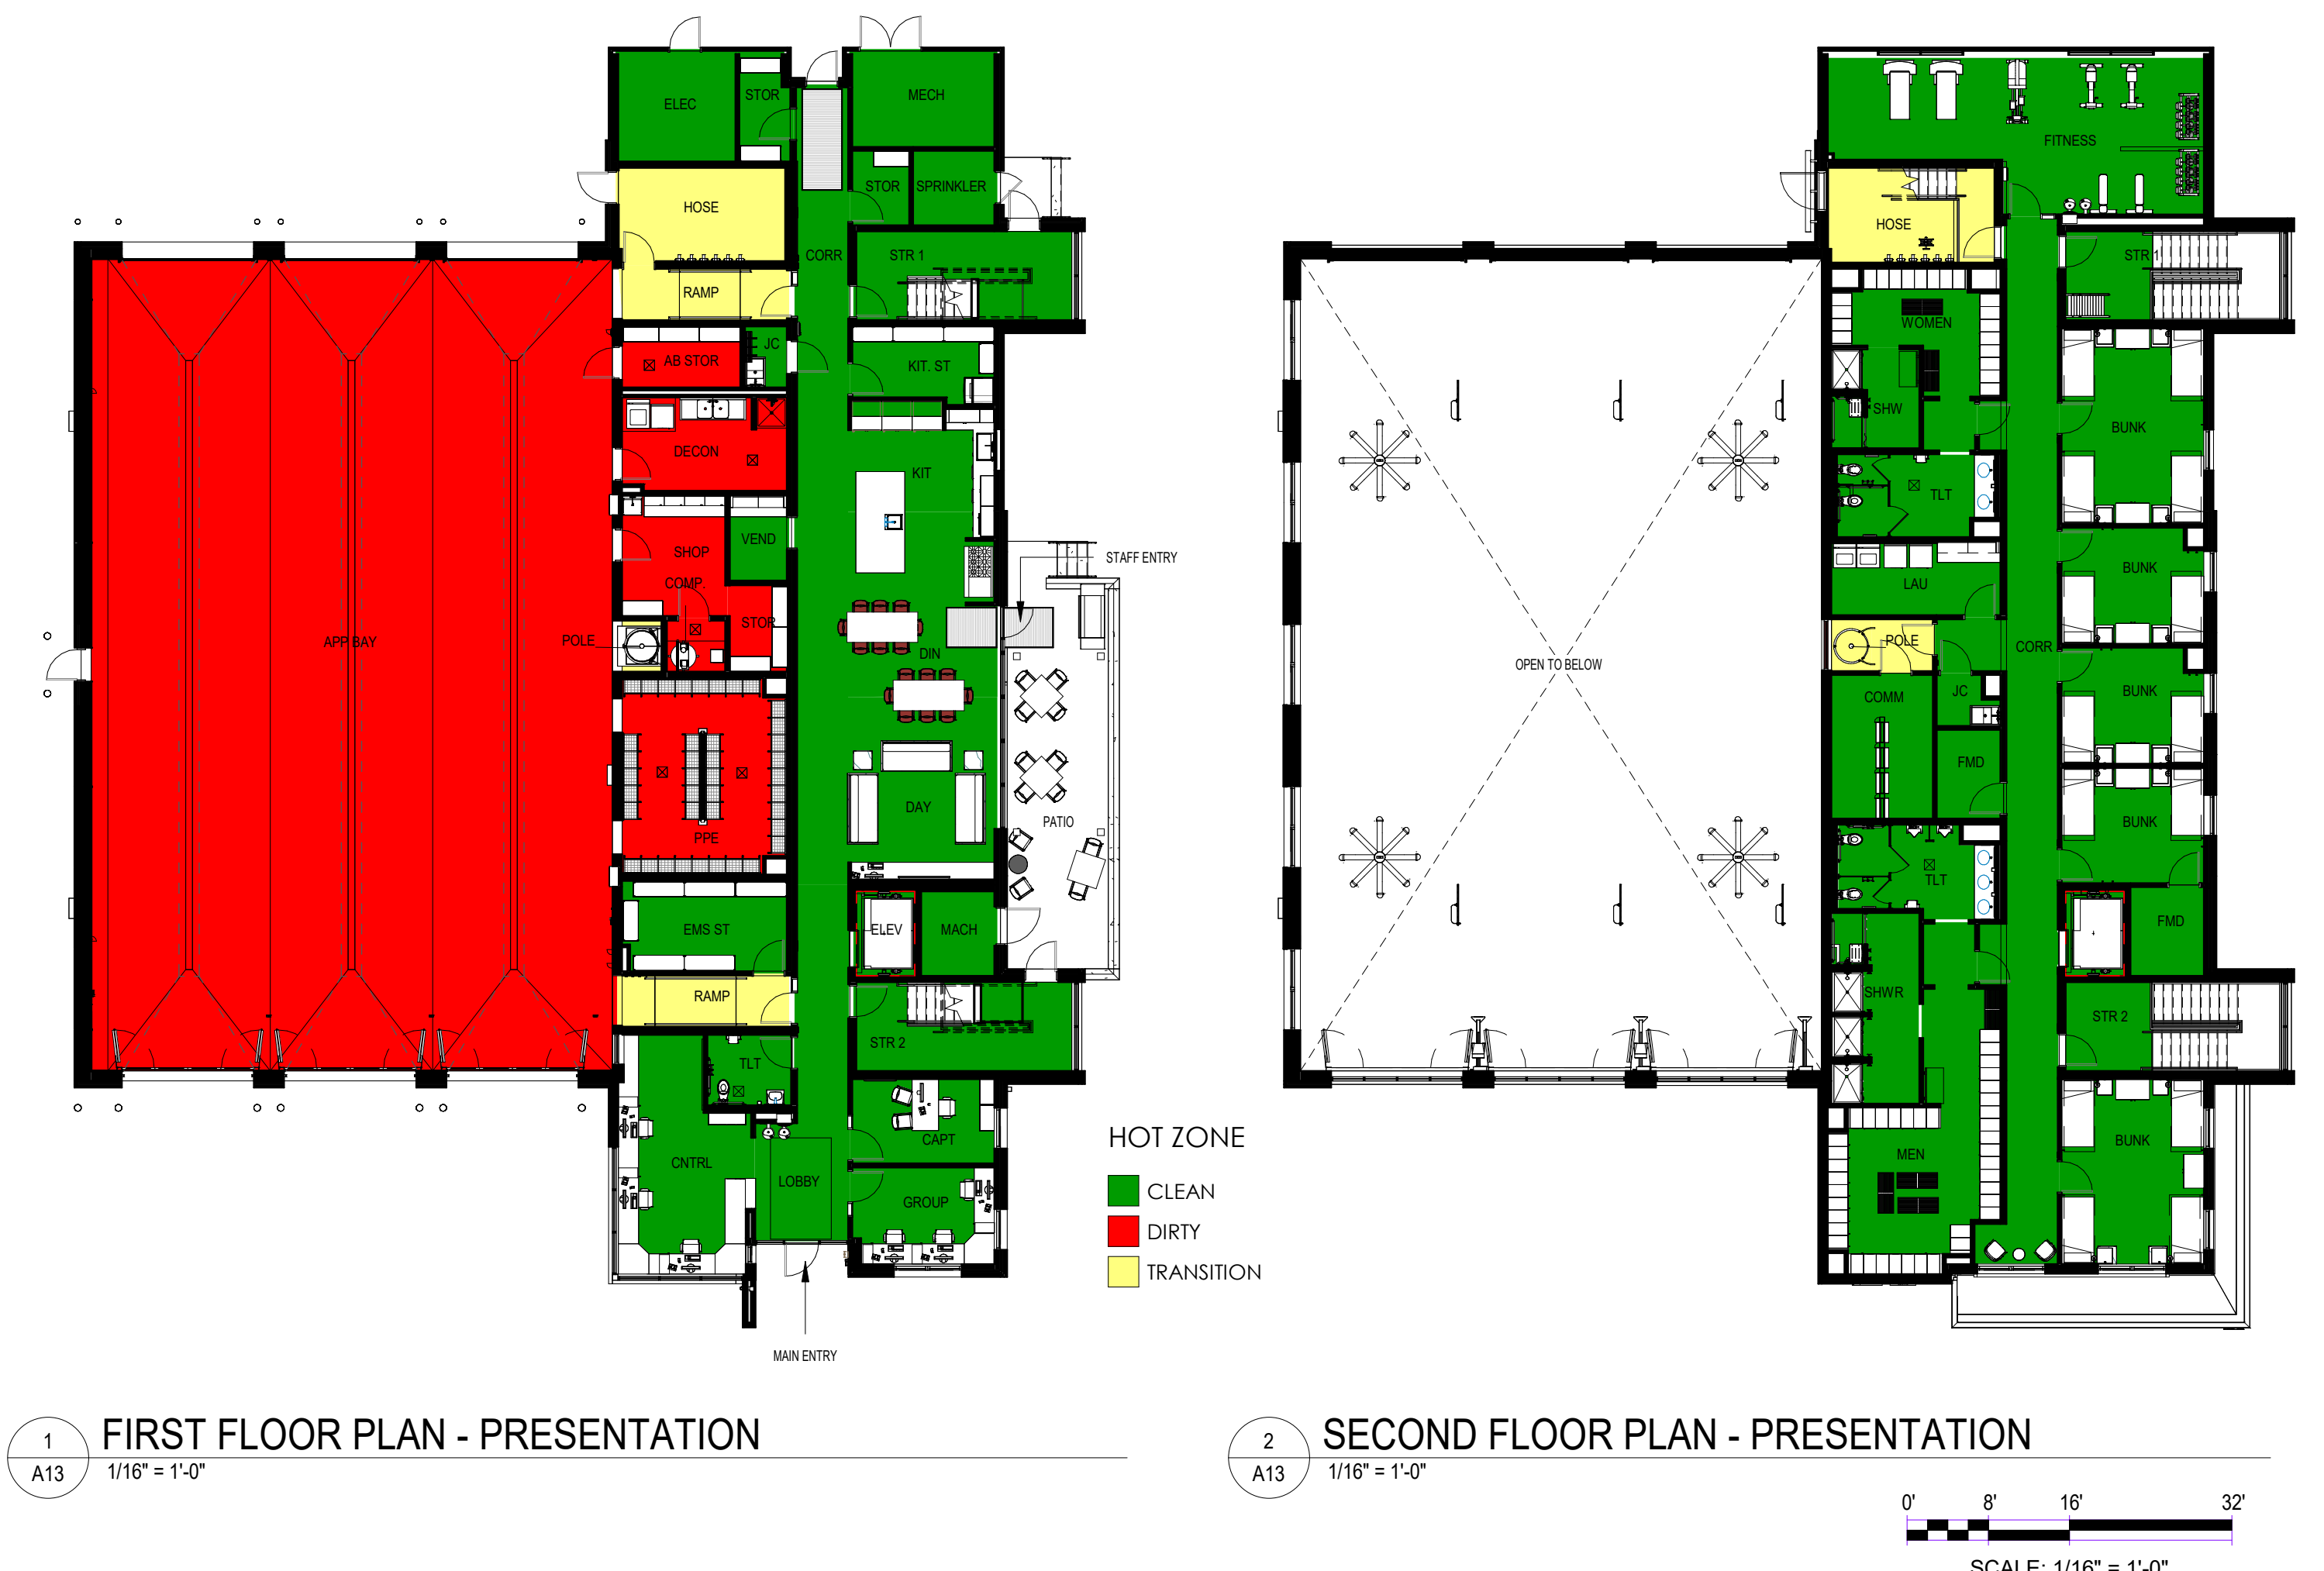 ELEC
STOR
MECH
HOSE
STOR
SPRINKLER
CORR
STR 1
RAMP
AB STOR
JC
KIT. ST
DECON
KIT
SHOP
VEND
COMP.
STOR
POLE
APP BAY
DIN
STAFF ENTRY
PPE
DAY
PATIO
EMS ST
ELEV
MACH
RAMP
STR 2
TLT
CNTRL
CAPT
LOBBY
GROUP
MAIN ENTRY
HOT ZONE
CLEAN
DIRTY
TRANSITION
FITNESS
HOSE
STR 1
WOMEN
SHW
BUNK
TLT
LAU
BUNK
POLE
CORR
OPEN TO BELOW
COMM
JC
BUNK
FMD
BUNK
TLT
FMD
SHWR
STR 2
MEN
BUNK
1
A13
FIRST FLOOR PLAN - PRESENTATION
1/16" = 1'-0"
2
A13
SECOND FLOOR PLAN - PRESENTATION
1/16" = 1'-0"
0' 8' 16' 32'
SCALE: 1/16" = 1'-0"